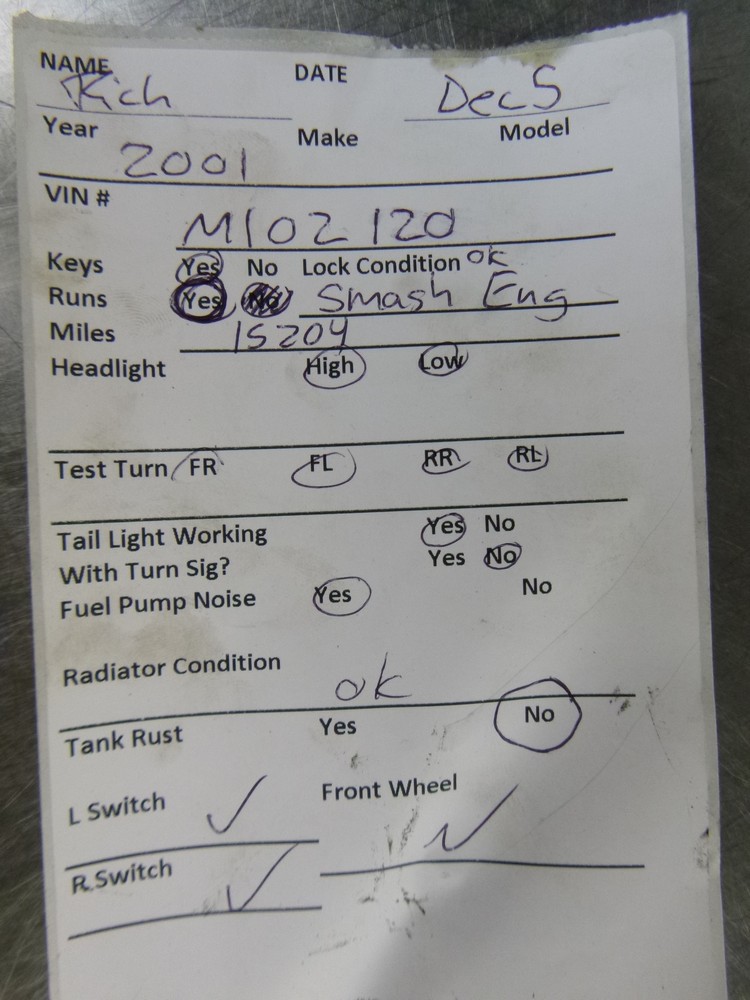 NAME Rich DATE Dec 5
Year 2001 Make Model
VIN # M102120
Keys Yes No Lock Condition ok
Runs Yes No Smash Eng
Miles 15204
Headlight High Low
Test Turn FR FL RR RL
Tail Light Working Yes No
With Turn Sig? Yes No
Fuel Pump Noise Yes No
Radiator Condition ok
Tank Rust Yes No
L Switch ✓ Front Wheel ✓
R Switch ✓